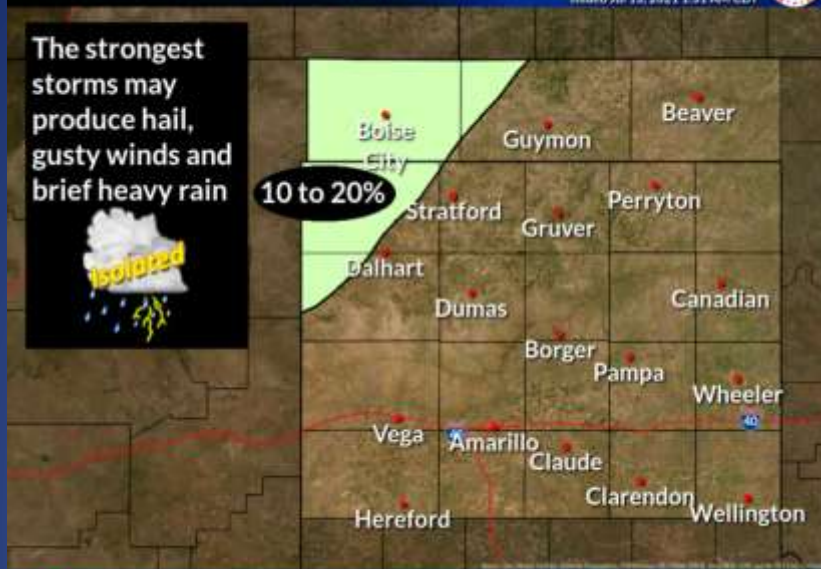 The strongest
storms may
produce hail,
gusty winds and
brief heavy rain
Isolated
10 to 20%
Boise
City
Guymon
Beaver
Stratford
Gruver
Perryton
Dalhart
Dumas
Canadian
Borger
Pampa
Wheeler
40
Vega
Amarillo
Claude
Clarendon
Wellington
Hereford